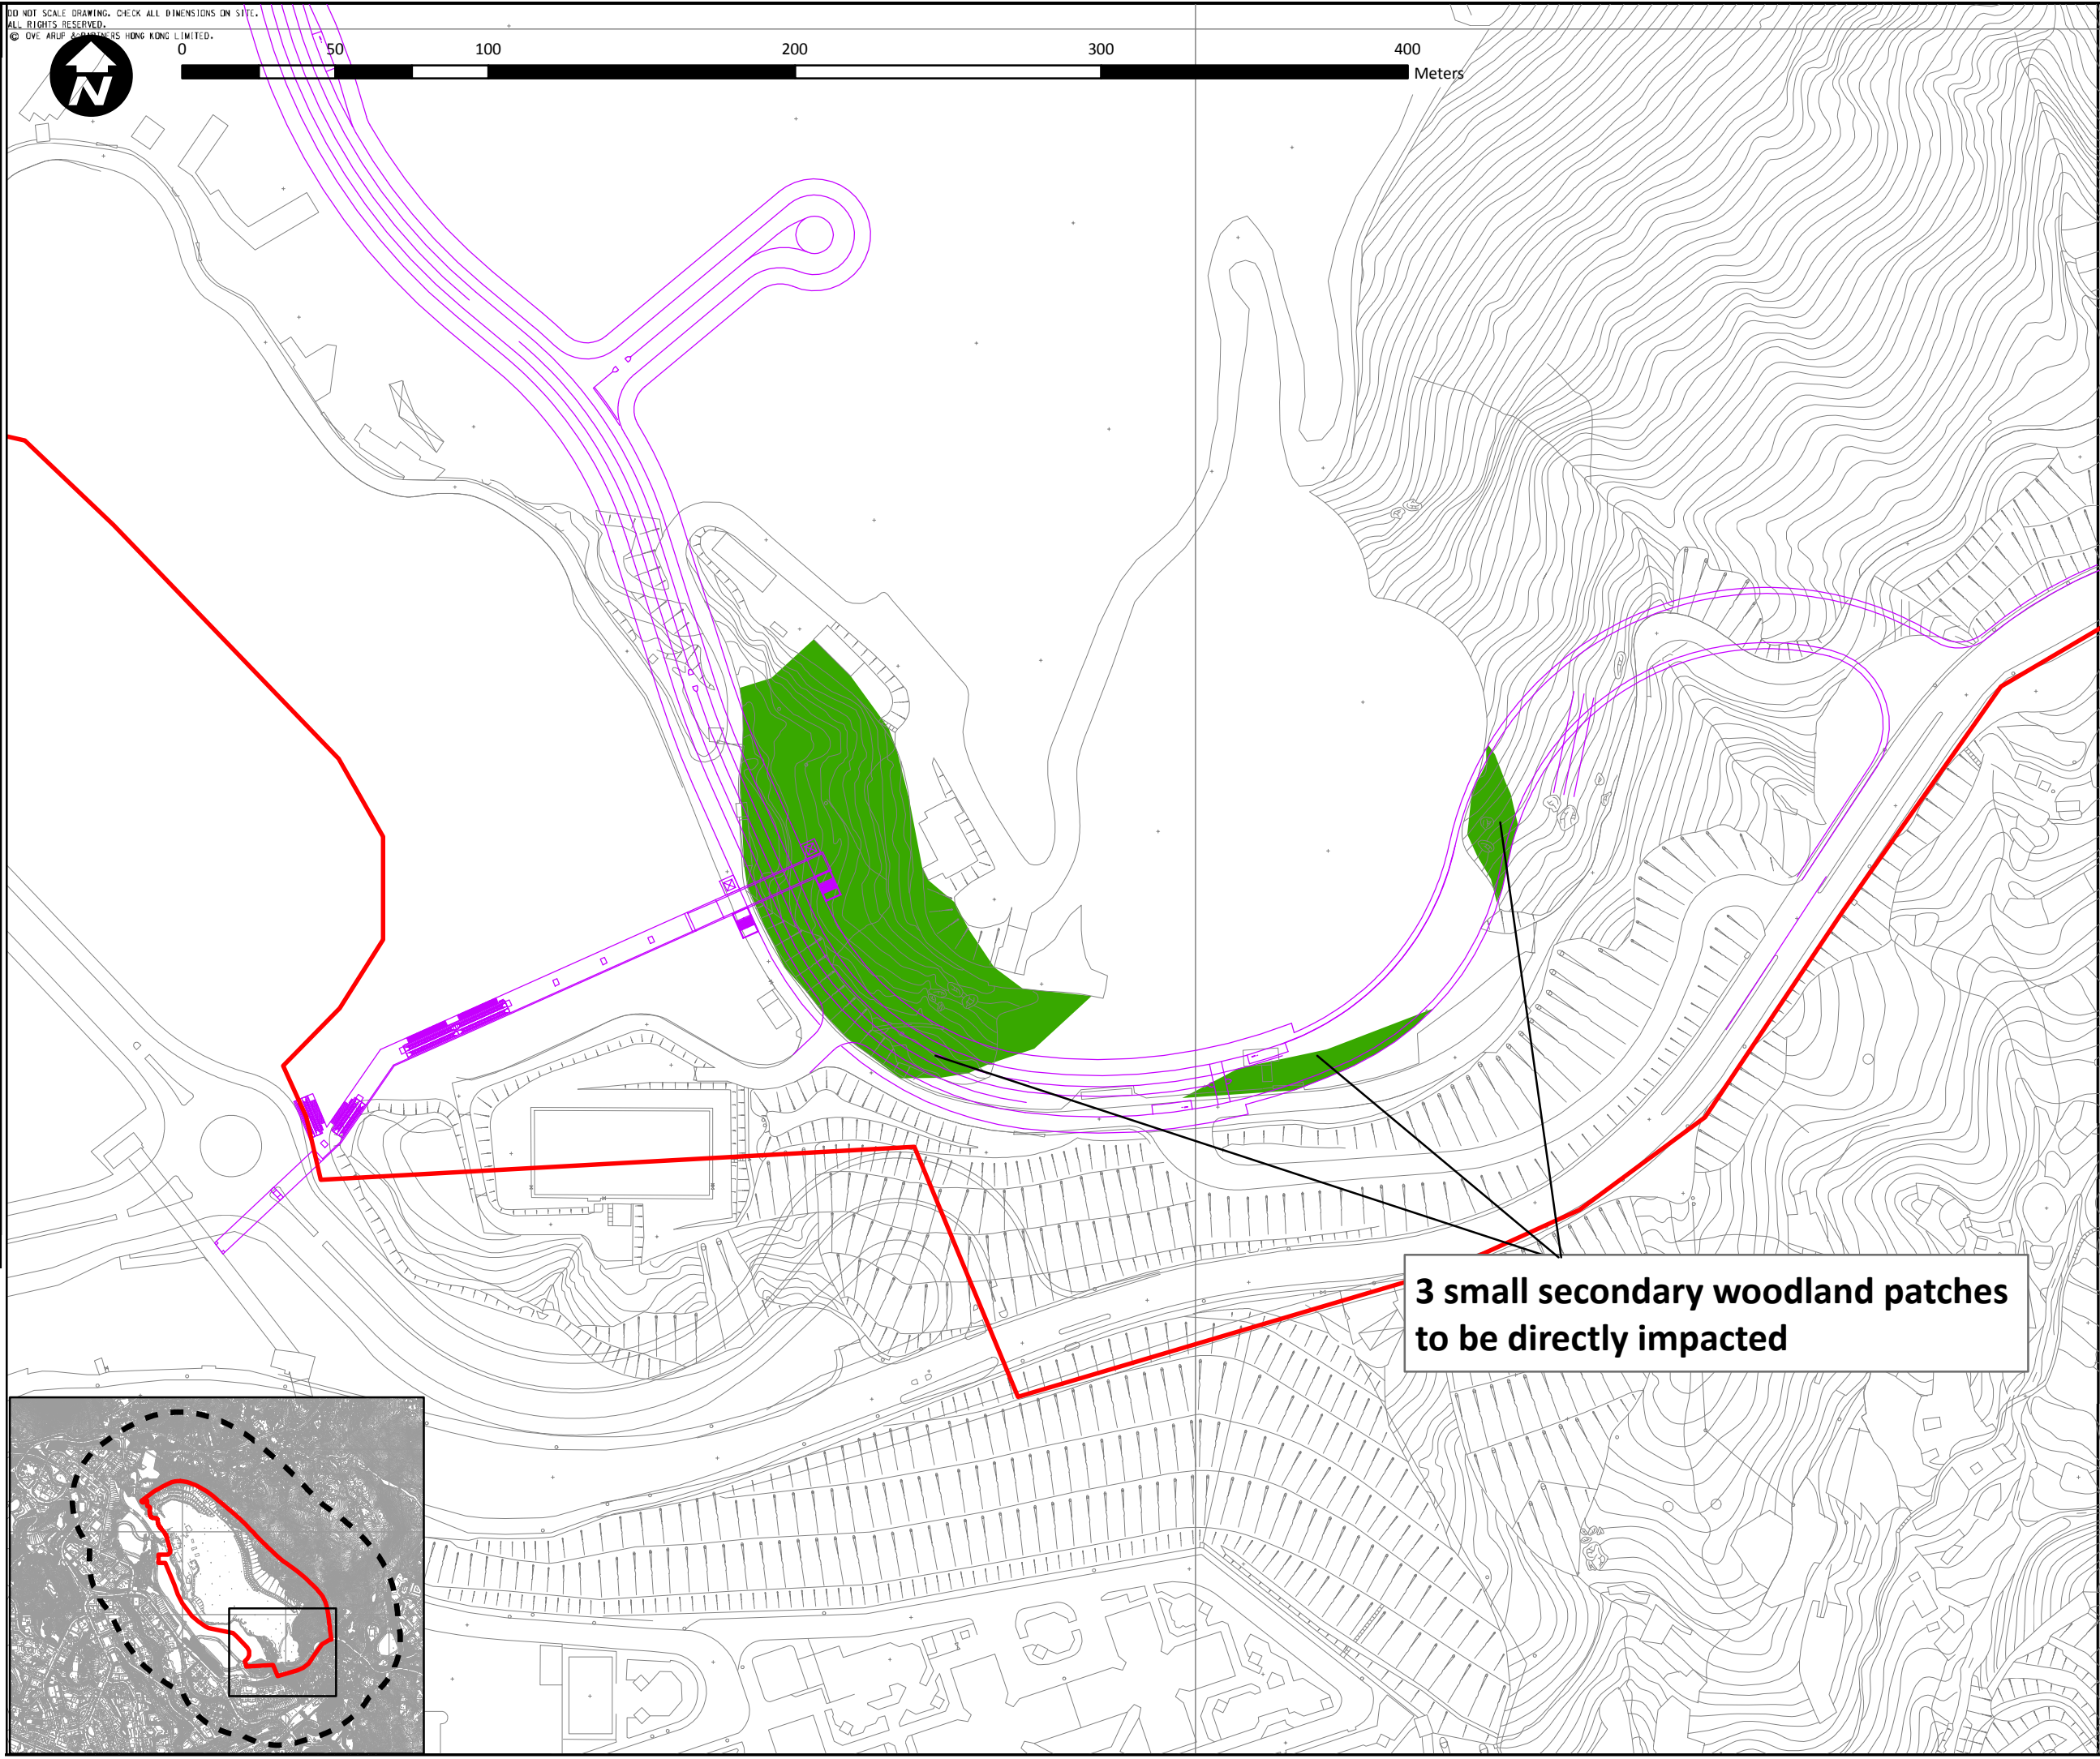 DO NOT SCALE DRAWING. CHECK ALL DIMENSIONS ON SITE.
ALL RIGHTS RESERVED.
© OVE ARUP & PARTNERS HONG KONG LIMITED.
0 50 100 200 300 400
Meters
N
3 small secondary woodland patches
to be directly impacted